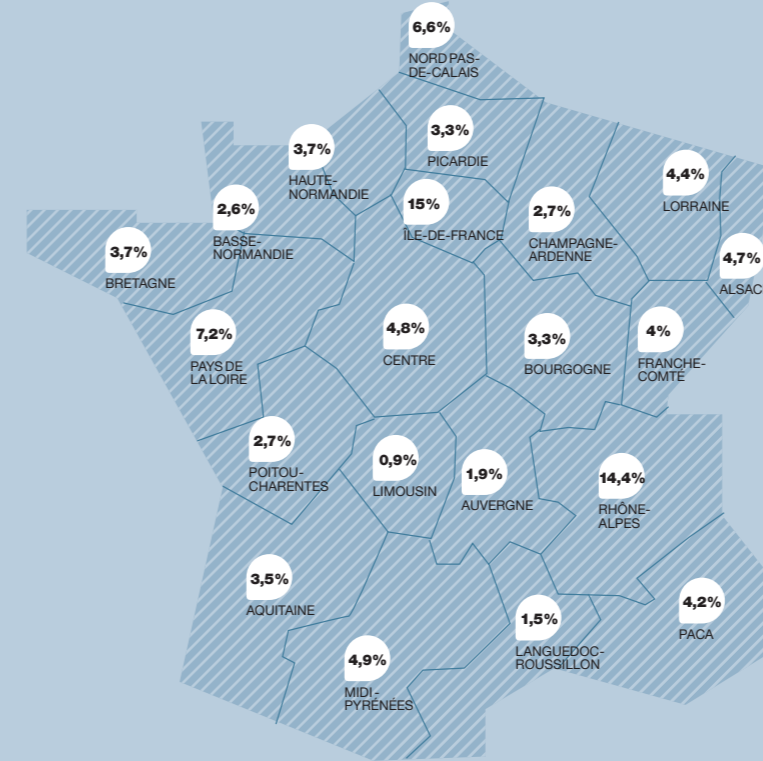 6,6%
NORD PAS-
DE-CALAIS
3,3%
PICARDIE
3,7%
HAUTE-
NORMANDIE
4,4%
LORRAINE
2,6%
BASSE-
NORMANDIE
15%
ÎLE-DE-FRANCE
2,7%
CHAMPAGNE-
ARDENNE
3,7%
BRETAGNE
4,7%
ALSAC
7,2%
PAYS DE
LA LOIRE
4,8%
CENTRE
3,3%
BOURGOGNE
4%
FRANCHE-
COMTÉ
2,7%
POITOU-
CHARENTES
0,9%
LIMOUSIN
1,9%
AUVERGNE
14,4%
RHÔNE-
ALPES
3,5%
AQUITAINE
4,9%
MIDI-
PYRÉNÉES
1,5%
LANGUEDOC-
ROUSSILLON
4,2%
PACA